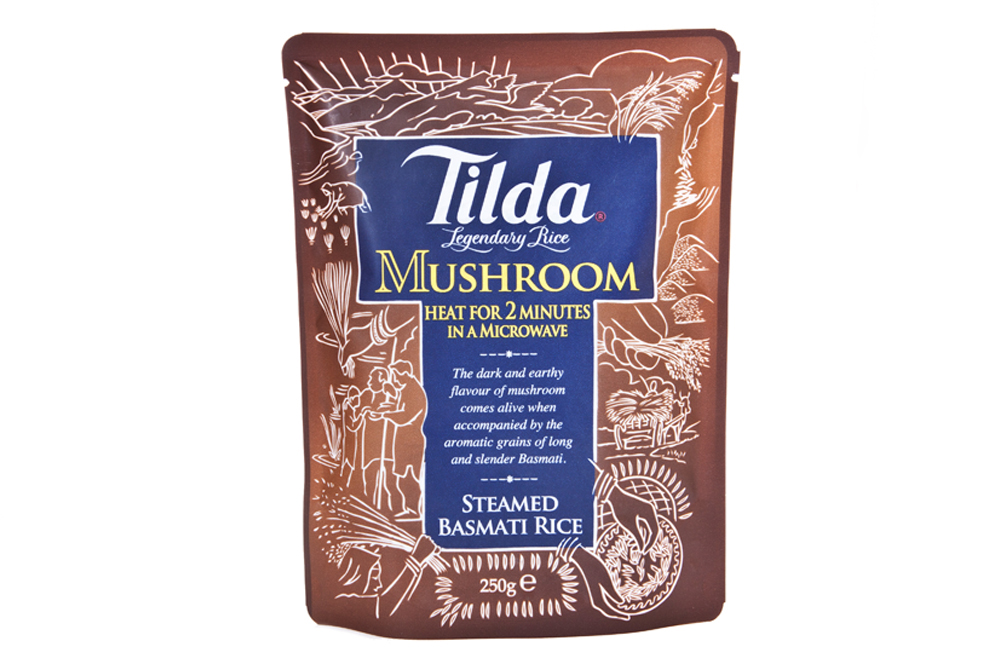 Tilda®
Legendary Rice
MUSHROOM
HEAT FOR 2 MINUTES
IN A MICROWAVE
The dark and earthy
flavour of mushroom
comes alive when
accompanied by the
aromatic grains of long
and slender Basmati.
STEAMED
BASMATI RICE
250g ℮